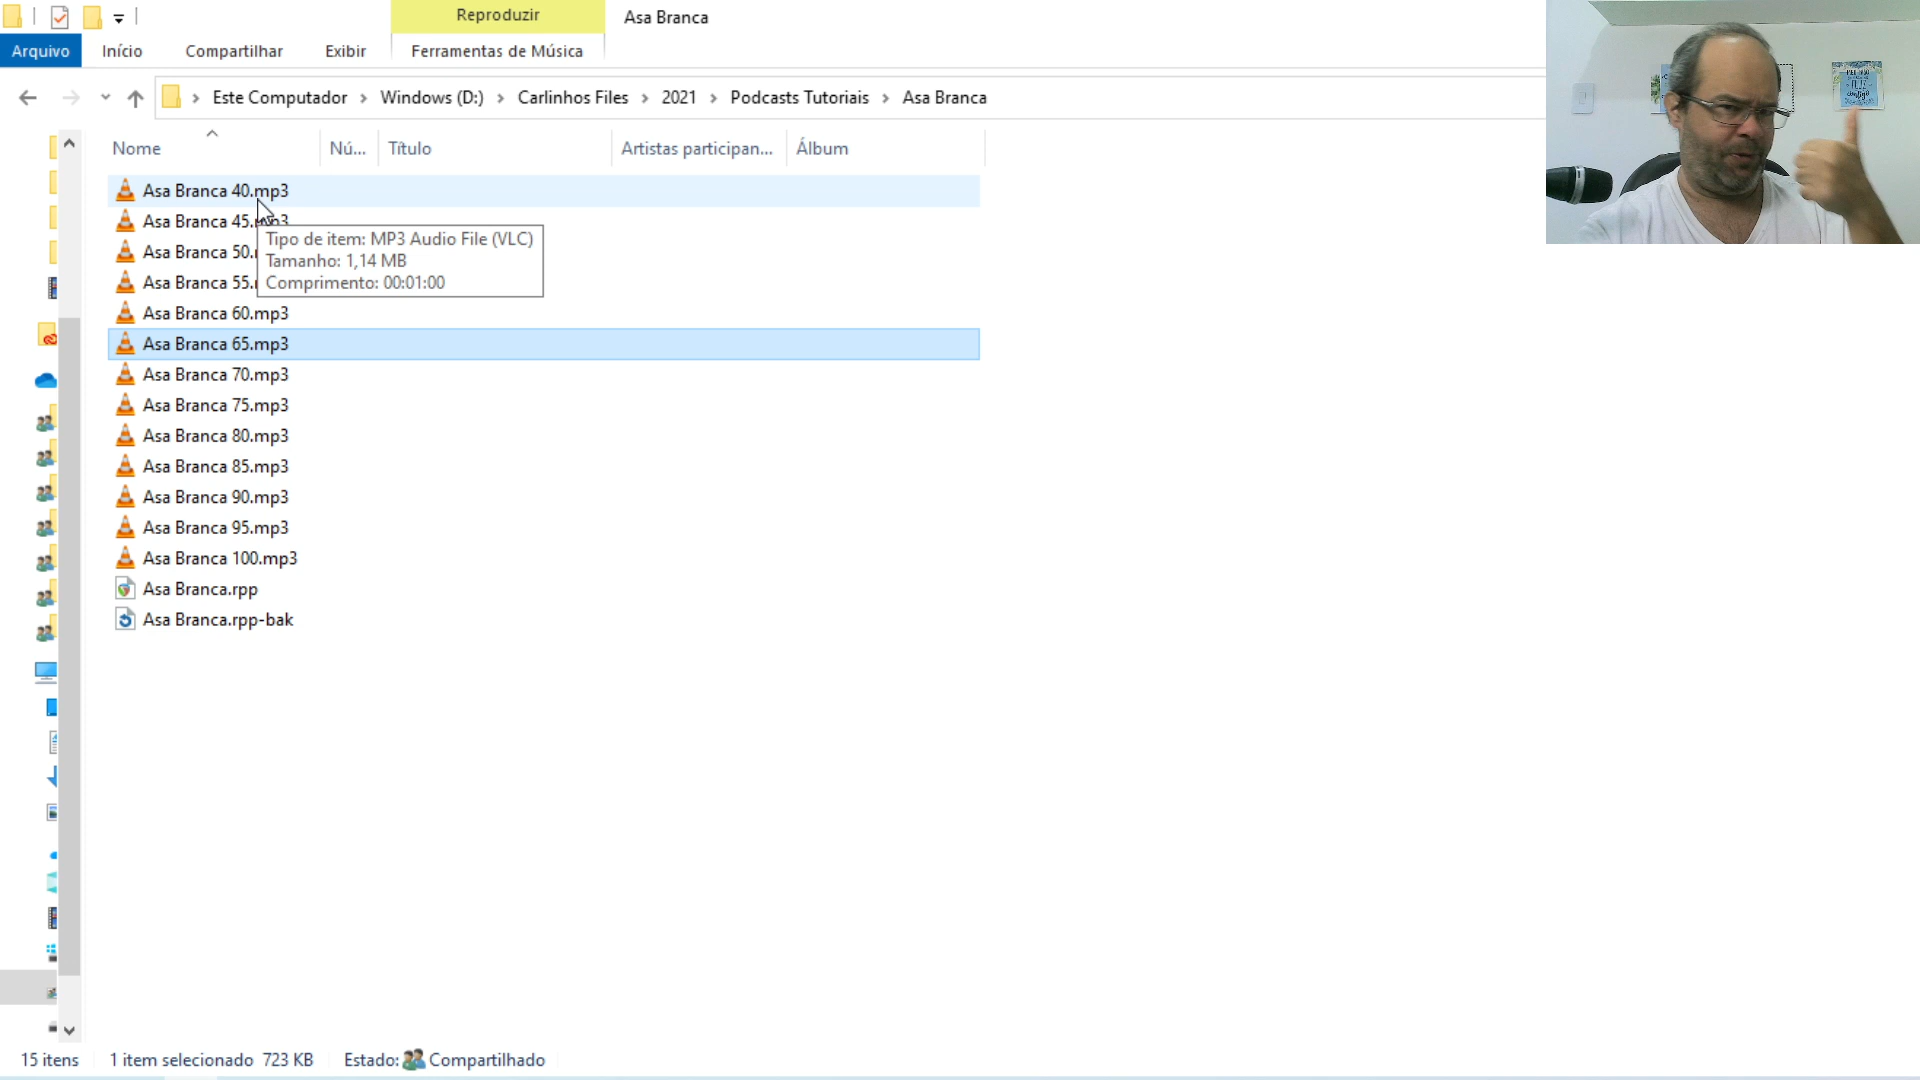 Reproduzir
Asa Branca
Arquivo
Início
Compartilhar
Exibir
Ferramentas de Música
Este Computador
Windows (D:)
Carlinhos Files
2021
Podcasts Tutoriais
Asa Branca
Nome
Nú...
Título
Artistas participan...
Álbum
Asa Branca 40.mp3
Asa Branca 45.mp3
Tipo de item: MP3 Audio File (VLC)
Asa Branca 50.
Tamanho: 1,14 MB
Asa Branca 55.
Comprimento: 00:01:00
Asa Branca 60.mp3
Asa Branca 65.mp3
Asa Branca 70.mp3
Asa Branca 75.mp3
Asa Branca 80.mp3
Asa Branca 85.mp3
Asa Branca 90.mp3
Asa Branca 95.mp3
Asa Branca 100.mp3
Asa Branca.rpp
Asa Branca.rpp-bak
15 itens
1 item selecionado 723 KB
Estado: Compartilhado